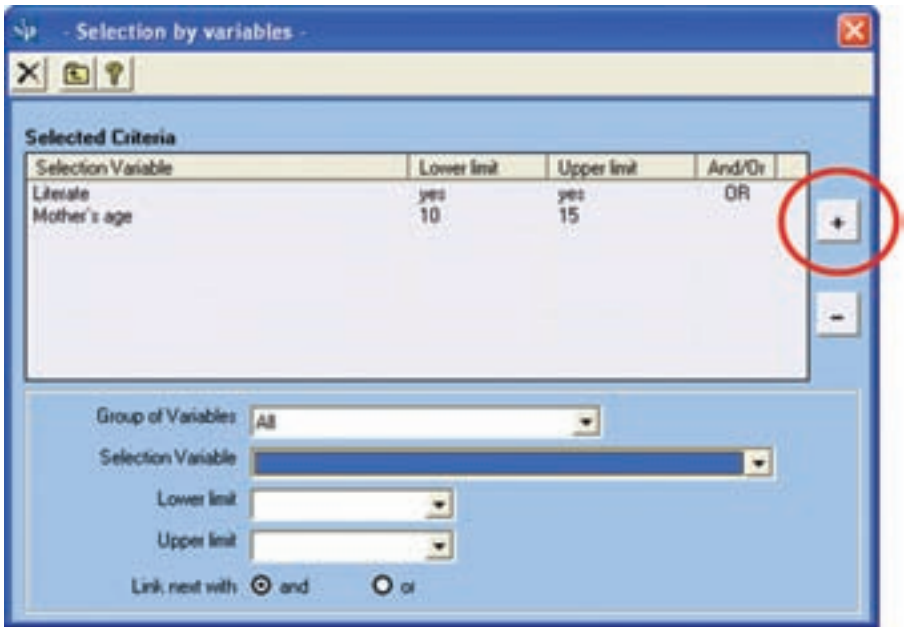 - Selection by variables -
Selected Criteria
Selection Variable Lower limit Upper limit And/Or
Literate yes yes OR
Mother's age 10 15
+
-
Group of Variables All
Selection Variable
Lower limit
Upper limit
Link next with and or